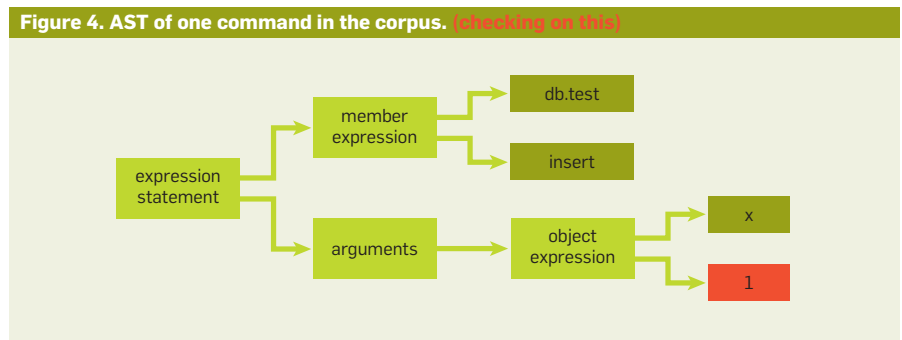 Figure 4. AST of one command in the corpus. (checking on this)
db.test
member
expression
insert
expression
statement
x
object
expression
arguments
1